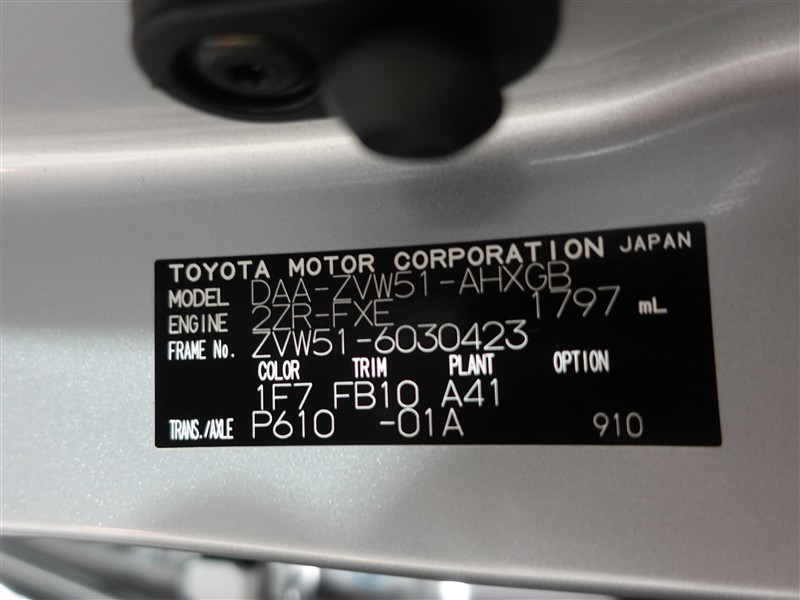 TOYOTA MOTOR CORPORATION JAPAN
MODEL DAA-ZVW51-AHXGB
ENGINE 2ZR-FXE 1797 mL
FRAME No. ZVW51-6030423
COLOR TRIM PLANT OPTION
1F7 FB10 A41
TRANS./AXLE P610 -01A 910